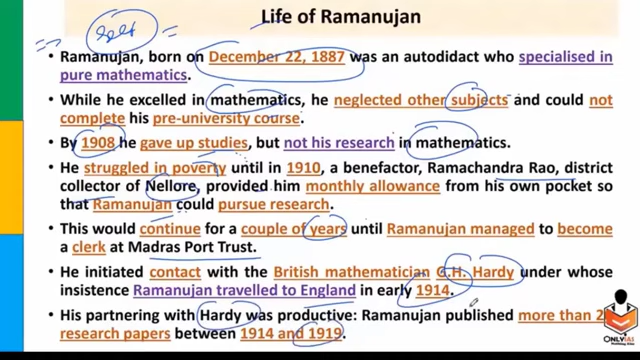 Life of Ramanujan
self
• Ramanujan, born on December 22, 1887 was an autodidact who specialised in
pure mathematics.
• While he excelled in mathematics, he neglected other subjects and could not
complete his pre-university course.
• By 1908 he gave up studies, but not his research in mathematics.
• He struggled in poverty until in 1910, a benefactor, Ramachandra Rao, district
collector of Nellore, provided him monthly allowance from his own pocket so
that Ramanujan could pursue research.
• This would continue for a couple of years until Ramanujan managed to become
a clerk at Madras Port Trust.
• He initiated contact with the British mathematician G.H. Hardy under whose
insistence Ramanujan travelled to England in early 1914.
• His partnering with Hardy was productive: Ramanujan published more than 2
research papers between 1914 and 1919.
ONLYIAS